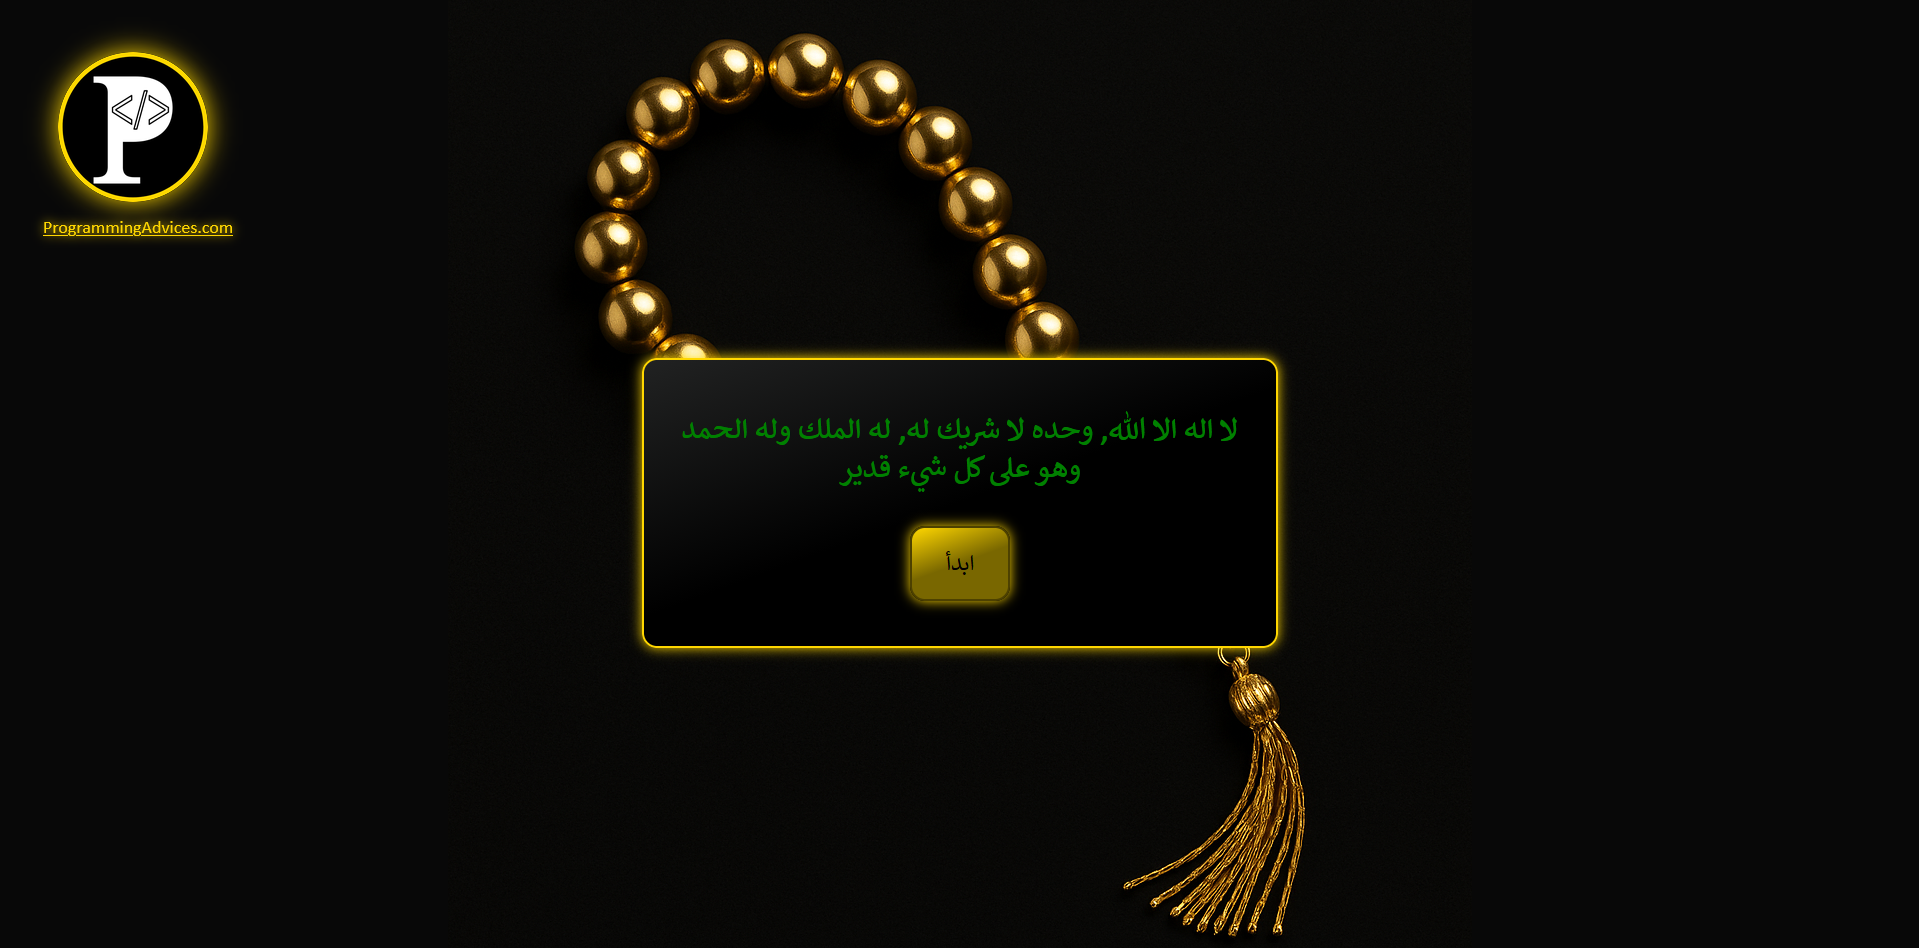 P
</>
ProgrammingAdvices.com
لا اله الا الله, وحده لا شريك له, له الملك وله الحمد
وهو على كل شيء قدير
ابدأ